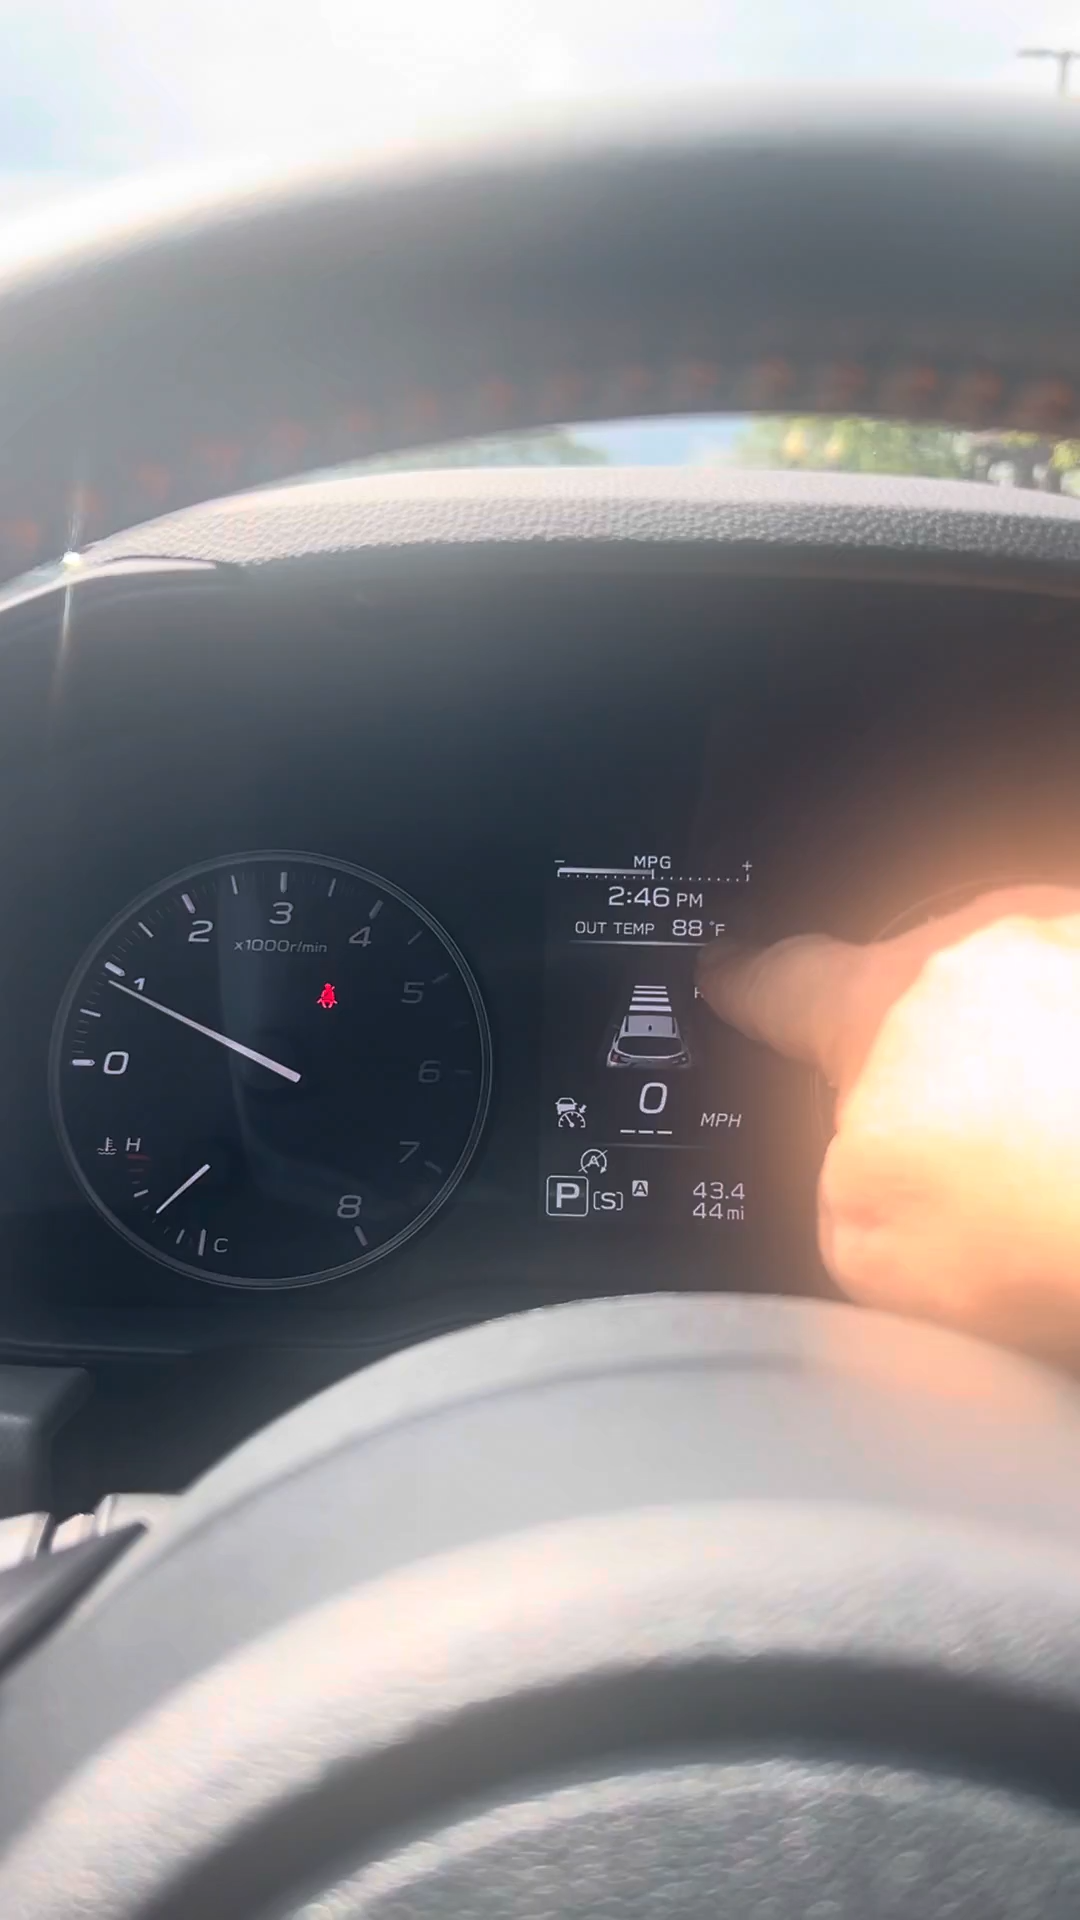 MPG
- +
2:46 PM
OUT TEMP 88 °F
3
2 4
x1000r/min
1 5
0 6
0 MPH
H
7
P [S] A 43.4
44 mi
8
C